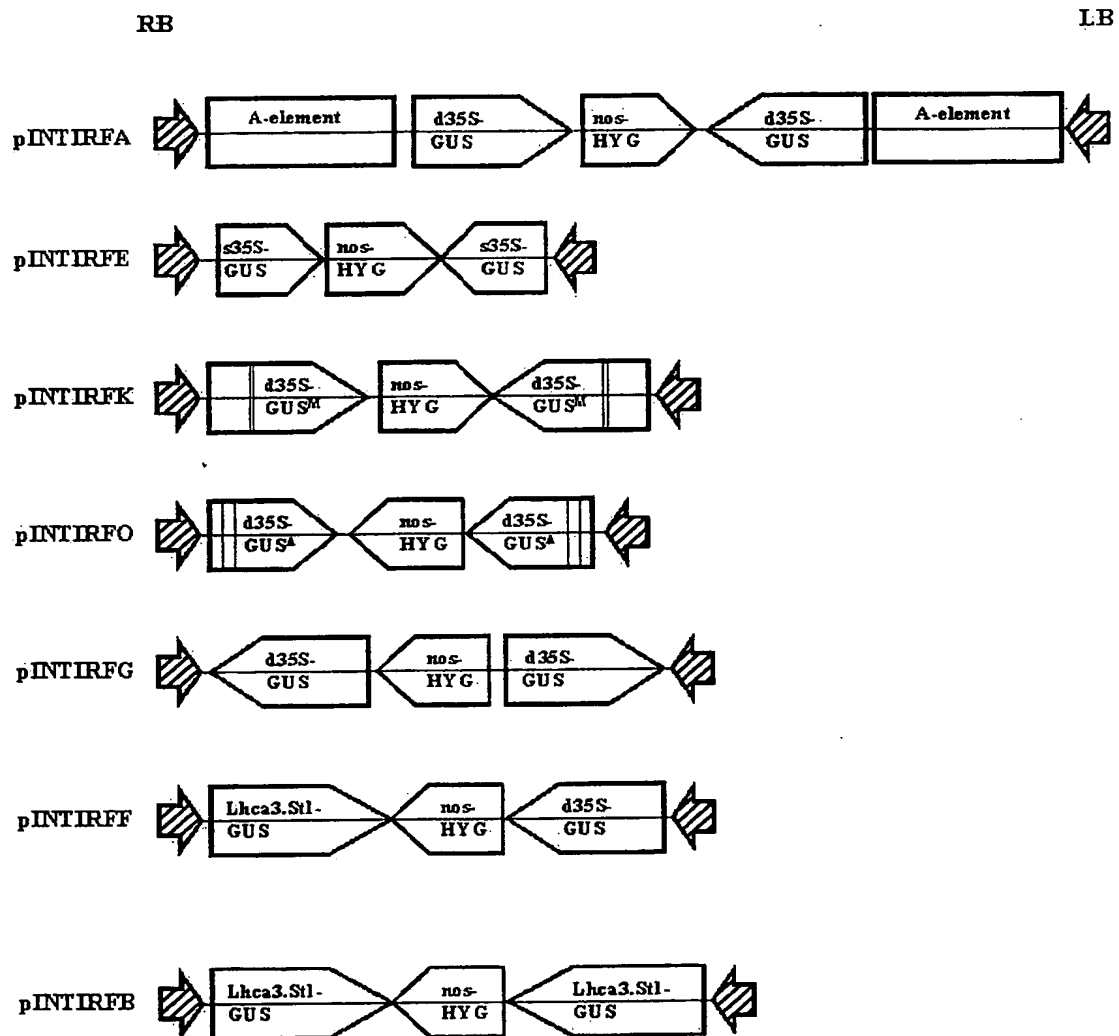 RB LB
pINTIRFA A-element d35S- nos- d35S- A-element
GUS HYG GUS
pINTIRFE s35S- nos- s35S-
GUS HYG GUS
pINTIRFK d35S- nos- d35S-
GUSᴹ HYG GUSᴹ
pINTIRFO d35S- nos- d35S-
GUS▲ HYG GUS▲
pINTIRFG d35S- nos- d35S-
GUS HYG GUS
pINTIRFF Lhca3.St1- nos- d35S-
GUS HYG GUS
pINTIRFB Lhca3.St1- nos- Lhca3.St1-
GUS HYG GUS